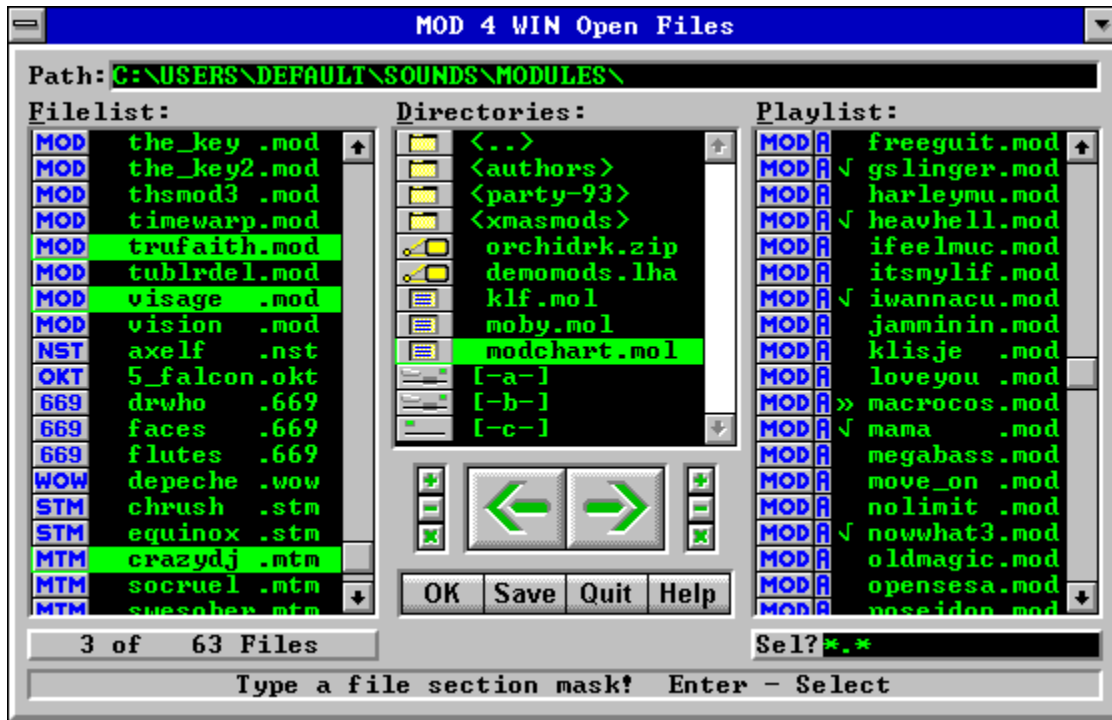 MOD 4 WIN Open Files
Path: C:\USERS\DEFAULT\SOUNDS\MODULES\
Filelist:
MOD the_key .mod
MOD the_key2.mod
MOD thsmod3 .mod
MOD timewarp.mod
MOD trufaith.mod
MOD tublrdel.mod
MOD visage .mod
MOD vision .mod
NST axelf .nst
OKT 5_falcon.okt
669 drwho .669
669 faces .669
669 flutes .669
WOW depeche .wow
STM chrush .stm
STM equinox .stm
MTM crazydj .mtm
MTM socruel .mtm
MTM swesober.mtm
3 of 63 Files
Directories:
<..>
<authors>
<party-93>
<xmasmods>
orchidrk.zip
demomods.lha
klf.mol
moby.mol
modchart.mol
[-a-]
[-b-]
[-c-]
OK Save Quit Help
Playlist:
MOD A freeguit.mod
MOD A √ gslinger.mod
MOD A harleymu.mod
MOD A √ heavhell.mod
MOD A ifeelmuc.mod
MOD A itsmylif.mod
MOD A √ iwannacu.mod
MOD A jamminin.mod
MOD A klisje .mod
MOD A loveyou .mod
MOD A » macrocos.mod
MOD A √ mama .mod
MOD A megabass.mod
MOD A move_on .mod
MOD A nolimit .mod
MOD A √ nowwhat3.mod
MOD A oldmagic.mod
MOD A opensesa.mod
MOD A poseidon.mod
Sel? *.*
Type a file section mask! Enter - Select